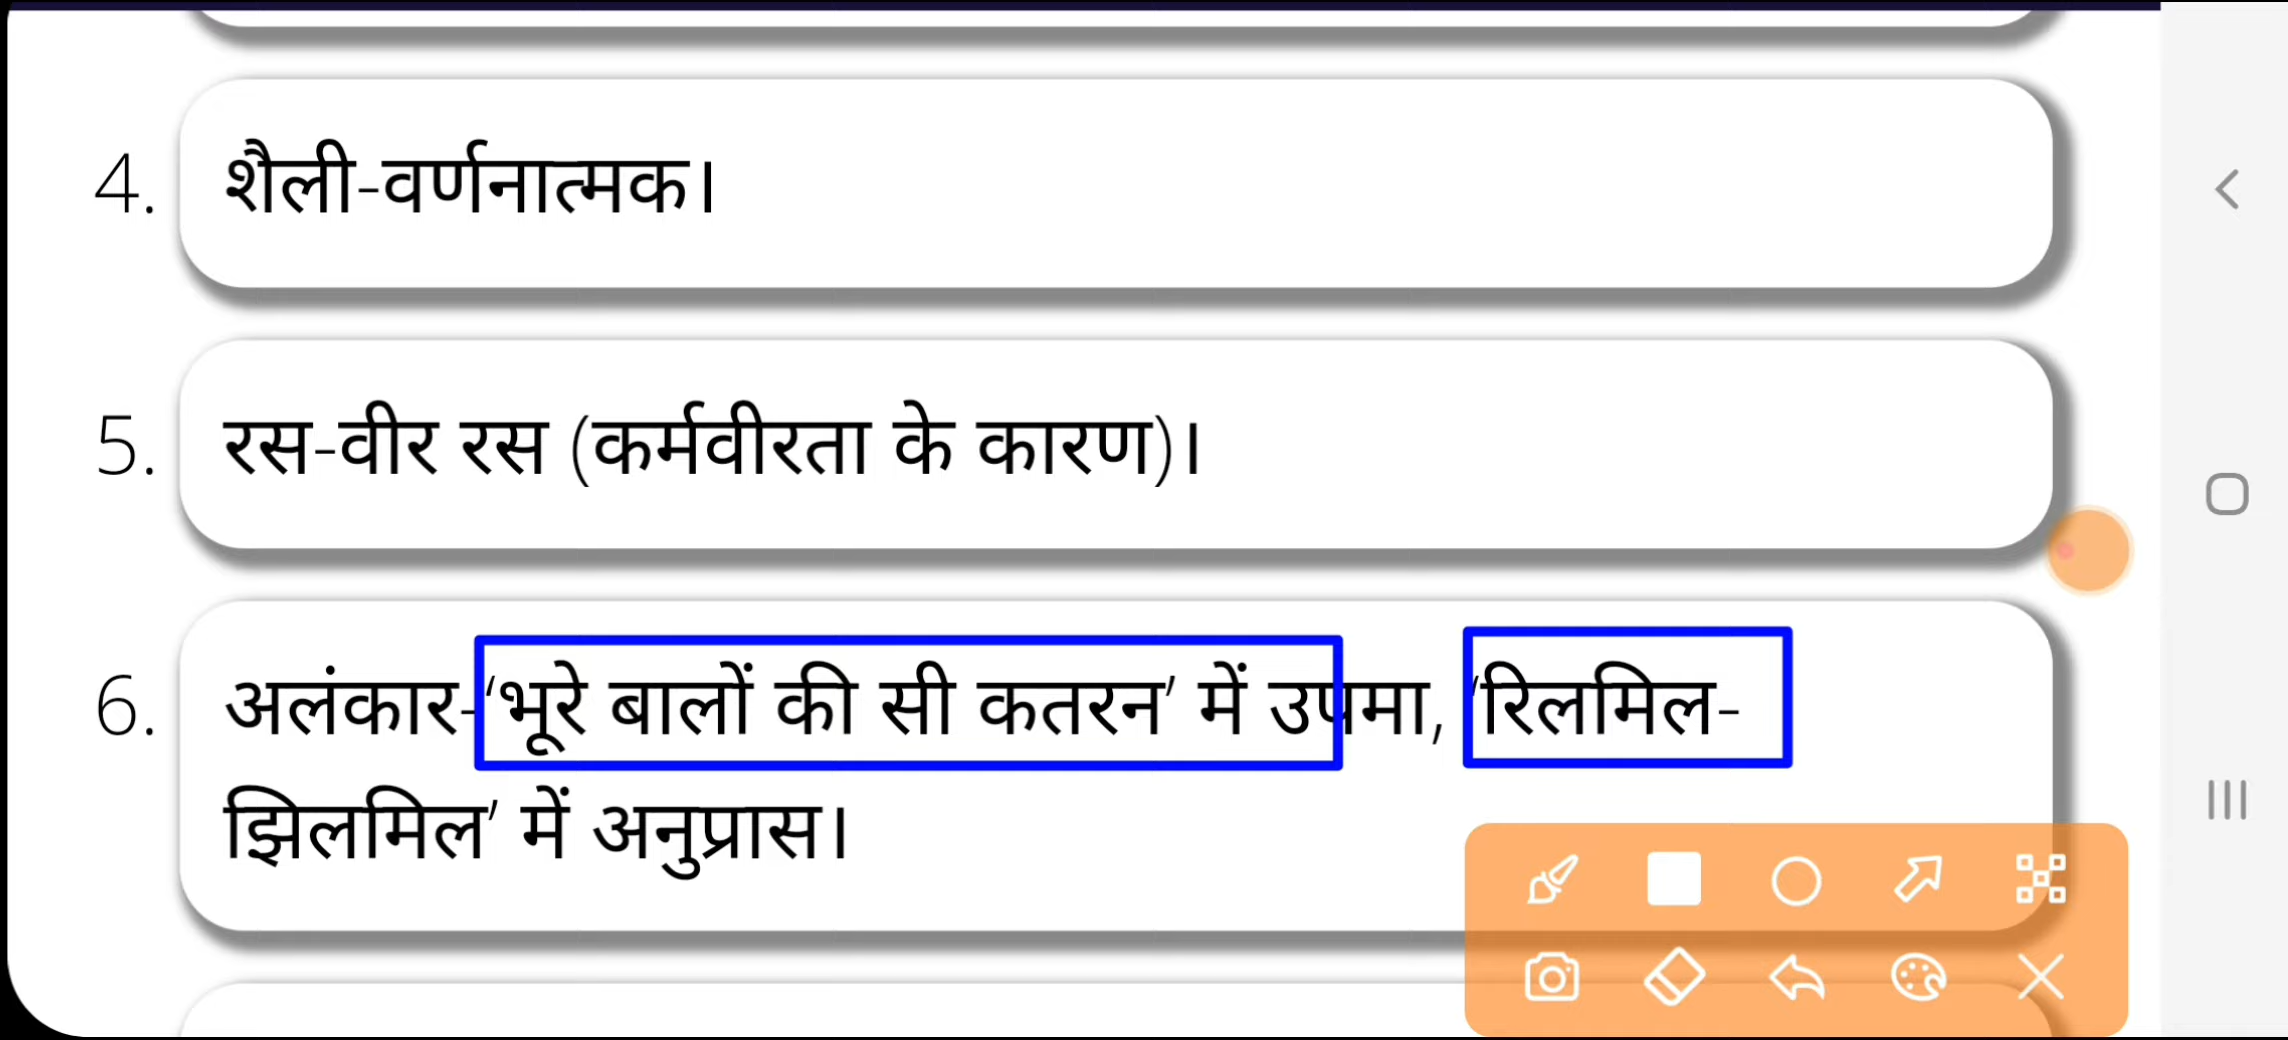 4. शैली-वर्णनात्मक।
5. रस-वीर रस (कर्मवीरता के कारण)।
6. अलंकार-'भूरे बालों की सी कतरन' में उपमा, 'रिलमिल-
झिलमिल' में अनुप्रास।